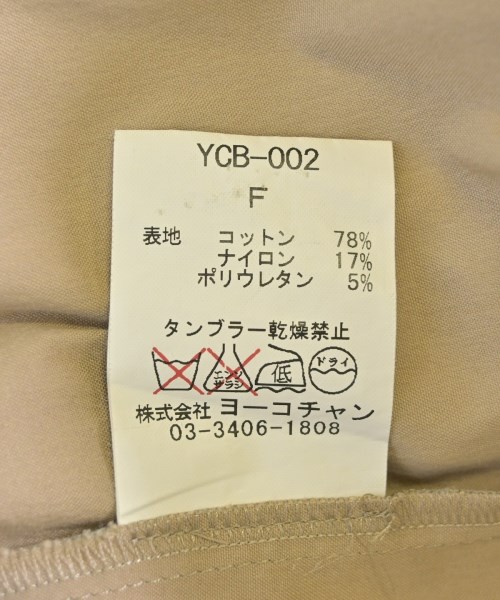 YCB-002
F
表地 コットン 78%
ナイロン 17%
ポリウレタン 5%
タンブラー乾燥禁止
エンソサラシ 低 ドライ
株式会社 ヨーコチャン
03-3406-1808